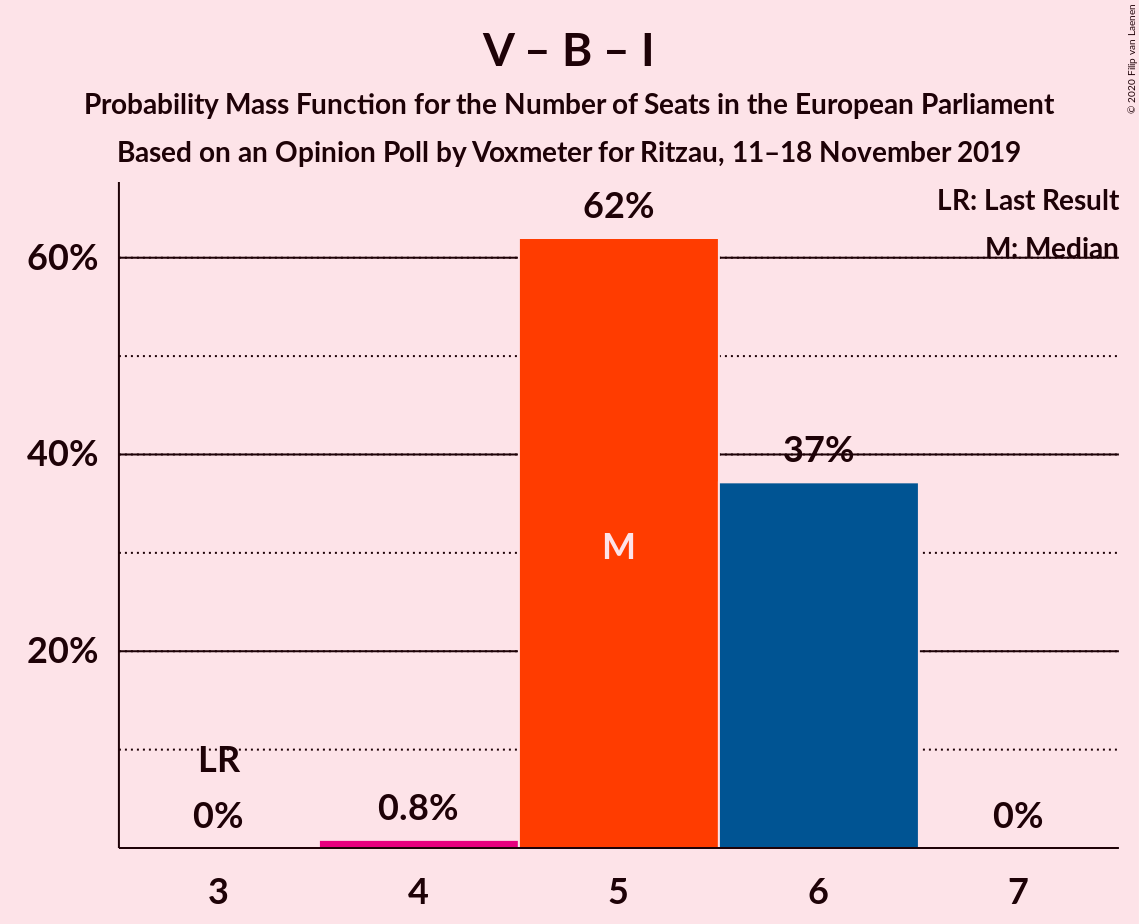 V – B – I
Probability Mass Function for the Number of Seats in the European Parliament
Based on an Opinion Poll by Voxmeter for Ritzau, 11–18 November 2019
© 2020 Filip van Laenen
LR: Last Result
M: Median
62%
60%
37%
40%
M
20%
LR
0%
0.8%
0%
3
4
5
6
7